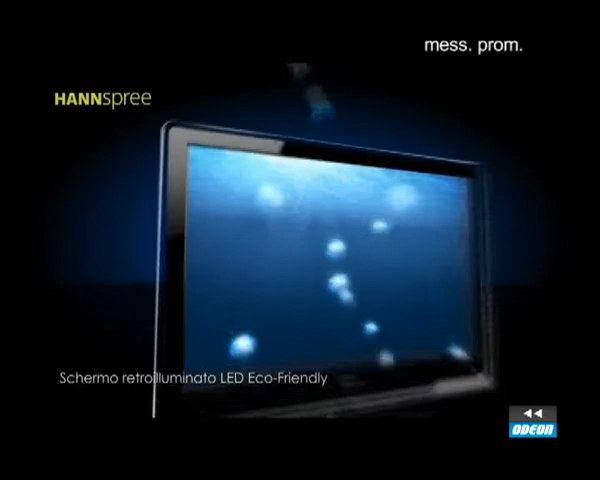 mess. prom.
HANNspree
Schermo retroilluminato LED Eco-Friendly
ODEON